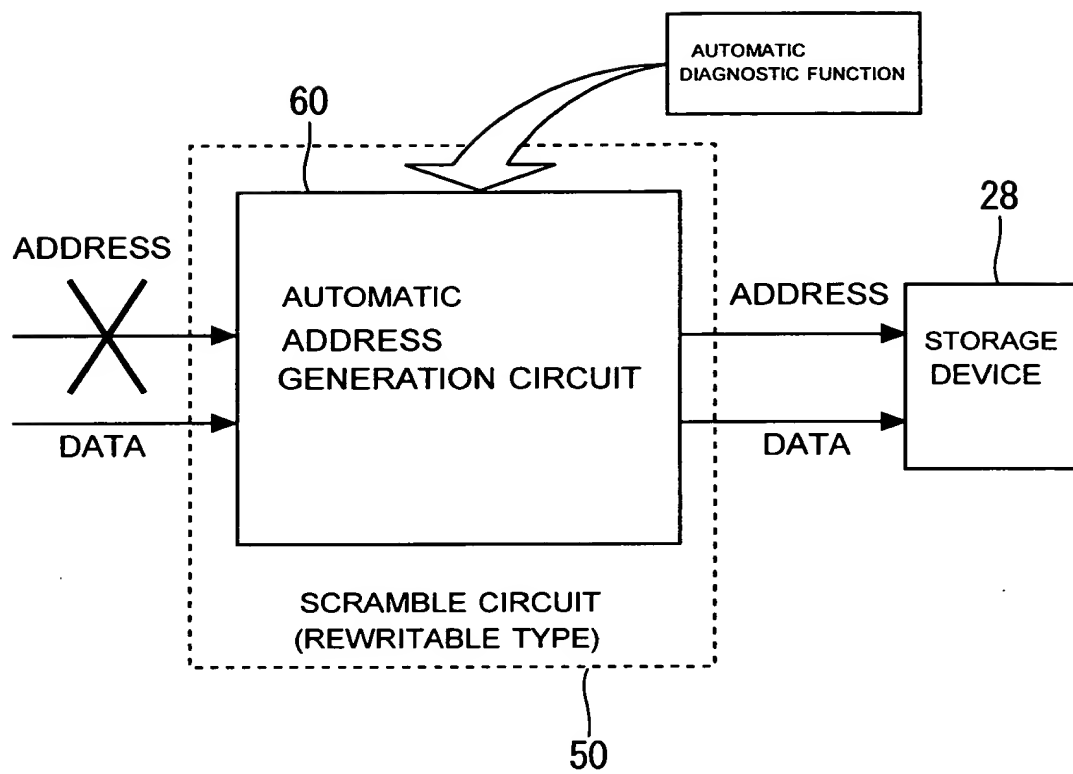 AUTOMATIC
DIAGNOSTIC FUNCTION
60
28
ADDRESS
AUTOMATIC
ADDRESS
GENERATION CIRCUIT
ADDRESS
STORAGE
DEVICE
DATA
DATA
SCRAMBLE CIRCUIT
(REWRITABLE TYPE)
50